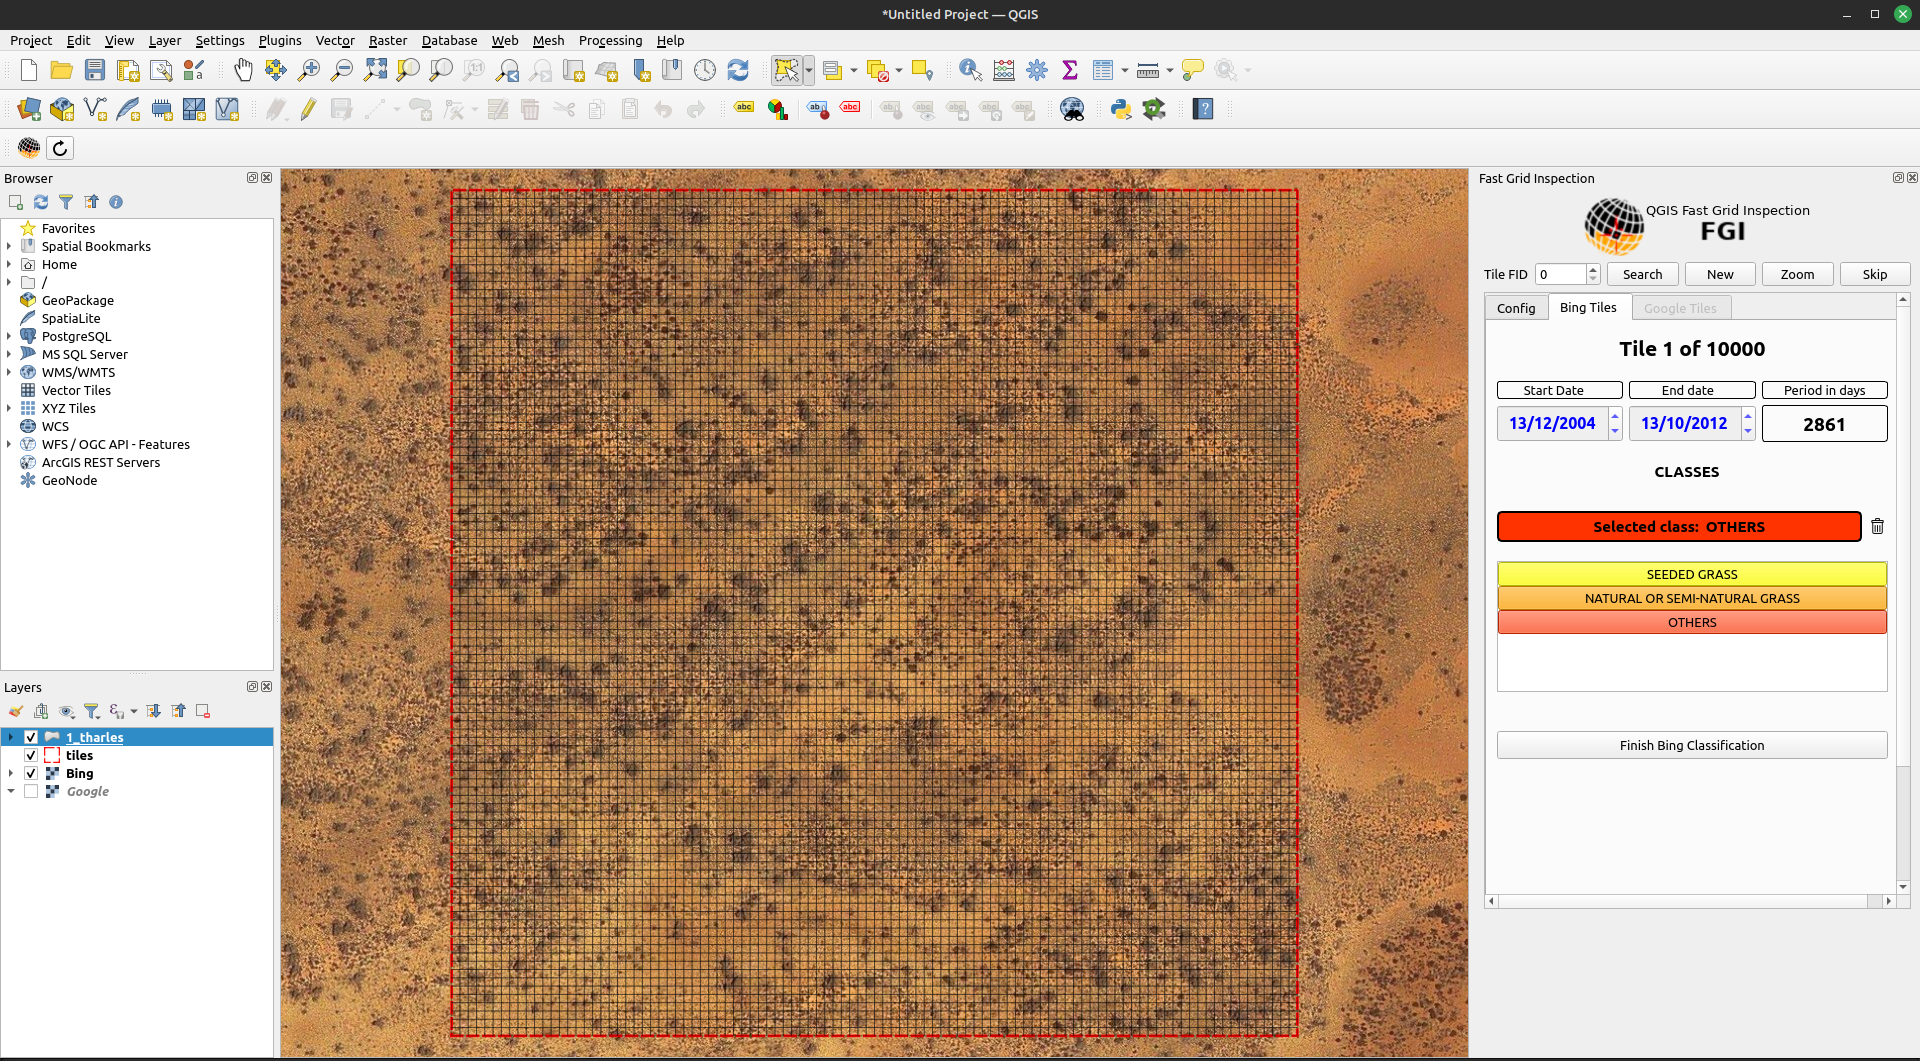 *Untitled Project — QGIS
Project Edit View Layer Settings Plugins Vector Raster Database Web Mesh Processing Help
Browser
Favorites
Spatial Bookmarks
Home
/
GeoPackage
SpatiaLite
PostgreSQL
MS SQL Server
WMS/WMTS
Vector Tiles
XYZ Tiles
WCS
WFS / OGC API - Features
ArcGIS REST Servers
GeoNode
Layers
1_tharles
tiles
Bing
Google
Fast Grid Inspection
QGIS Fast Grid Inspection
FGI
Tile FID 0 Search New Zoom Skip
Config Bing Tiles Google Tiles
Tile 1 of 10000
Start Date End date Period in days
13/12/2004 13/10/2012 2861
CLASSES
Selected class: OTHERS
SEEDED GRASS
NATURAL OR SEMI-NATURAL GRASS
OTHERS
Finish Bing Classification